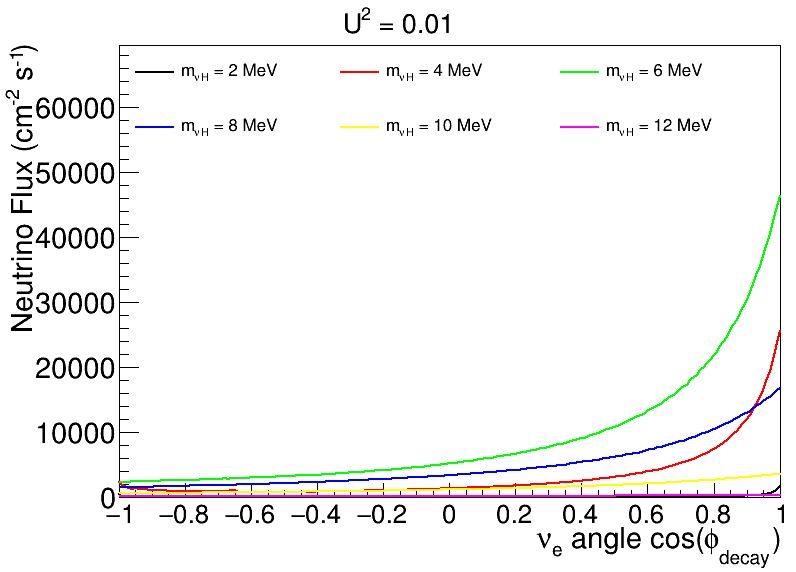 U² = 0.01
Neutrino Flux (cm⁻² s⁻¹)
m_νH = 2 MeV m_νH = 4 MeV m_νH = 6 MeV
m_νH = 8 MeV m_νH = 10 MeV m_νH = 12 MeV
60000
50000
40000
30000
20000
10000
0
−1 −0.8 −0.6 −0.4 −0.2 0 0.2 0.4 0.6 0.8 1
ν_e angle cos(ϕ_decay)